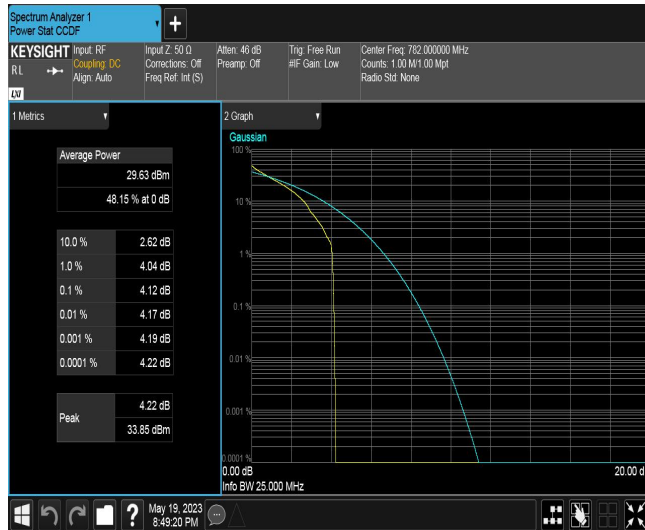 Spectrum Analyzer 1
Power Stat CCDF
+
KEYSIGHT
RL
LXI
Input: RF
Coupling: DC
Align: Auto
Input Z: 50 Ω
Corrections: Off
Freq Ref: Int (S)
Atten: 46 dB
Preamp: Off
Trig: Free Run
#IF Gain: Low
Center Freq: 782.000000 MHz
Counts: 1.00 M/1.00 Mpt
Radio Std: None
1 Metrics
Average Power
29.63 dBm
48.15 % at 0 dB
10.0 % 2.62 dB
1.0 % 4.04 dB
0.1 % 4.12 dB
0.01 % 4.17 dB
0.001 % 4.19 dB
0.0001 % 4.22 dB
Peak
4.22 dB
33.85 dBm
2 Graph
Gaussian
100 %
10 %
1 %
0.1 %
0.01 %
0.001 %
0.0001 %
0.00 dB 20.00 d
Info BW 25.000 MHz
?
May 19, 2023
8:49:20 PM